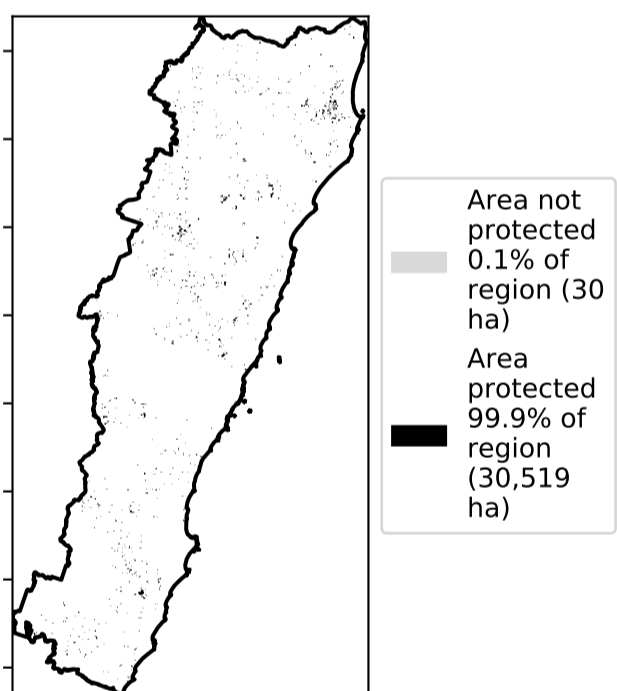 Area not
protected
0.1% of
region (30
ha)
Area
protected
99.9% of
region
(30,519
ha)